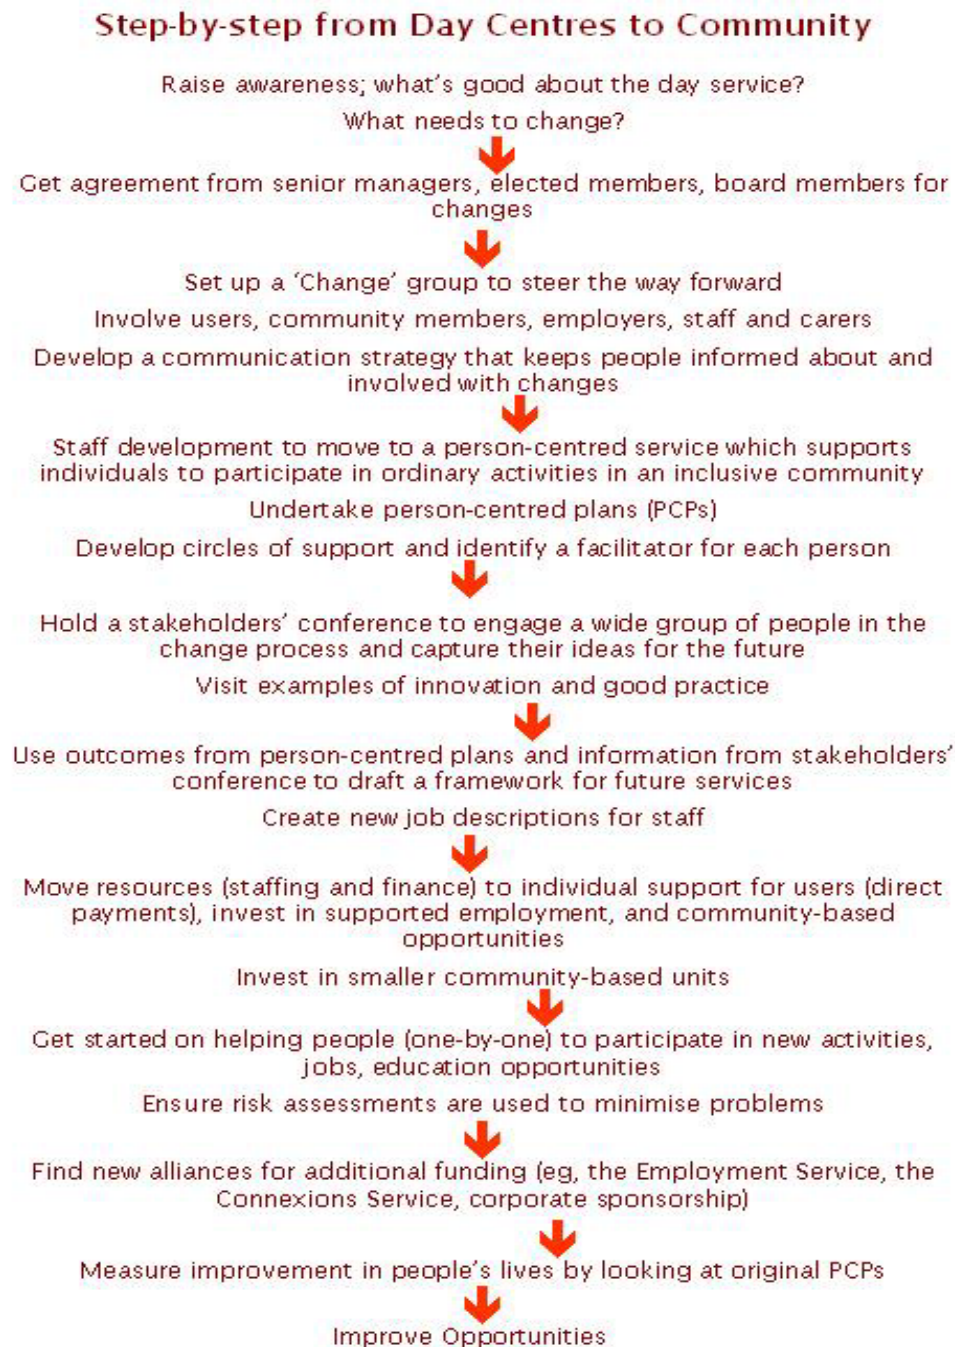 Step-by-step from Day Centres to Community
Raise awareness; what's good about the day service?
What needs to change?
Get agreement from senior managers, elected members, board members for
changes
Set up a 'Change' group to steer the way forward
Involve users, community members, employers, staff and carers
Develop a communication strategy that keeps people informed about and
involved with changes
Staff development to move to a person-centred service which supports
individuals to participate in ordinary activities in an inclusive community
Undertake person-centred plans (PCPs)
Develop circles of support and identify a facilitator for each person
Hold a stakeholders' conference to engage a wide group of people in the
change process and capture their ideas for the future
Visit examples of innovation and good practice
Use outcomes from person-centred plans and information from stakeholders'
conference to draft a framework for future services
Create new job descriptions for staff
Move resources (staffing and finance) to individual support for users (direct
payments), invest in supported employment, and community-based
opportunities
Invest in smaller community-based units
Get started on helping people (one-by-one) to participate in new activities,
jobs, education opportunities
Ensure risk assessments are used to minimise problems
Find new alliances for additional funding (eg, the Employment Service, the
Connexions Service, corporate sponsorship)
Measure improvement in people's lives by looking at original PCPs
Improve Opportunities